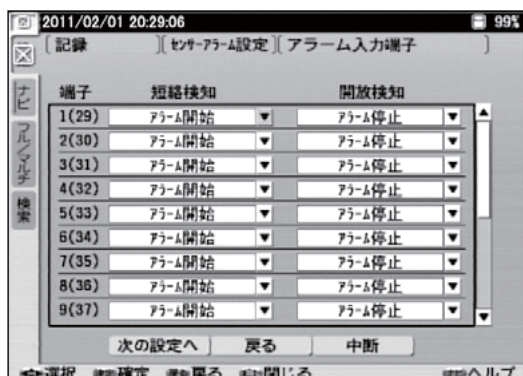 2011/02/01 20:29:06 99%
[記録 ][ｾﾝｻｰｱﾗｰﾑ設定][アラーム入力端子 ]
ナビ
フル/マルチ
検索
端子 短絡検知 開放検知
1(29) ｱﾗｰﾑ開始 ▼ ｱﾗｰﾑ停止 ▼
2(30) ｱﾗｰﾑ開始 ▼ ｱﾗｰﾑ停止 ▼
3(31) ｱﾗｰﾑ開始 ▼ ｱﾗｰﾑ停止 ▼
4(32) ｱﾗｰﾑ開始 ▼ ｱﾗｰﾑ停止 ▼
5(33) ｱﾗｰﾑ開始 ▼ ｱﾗｰﾑ停止 ▼
6(34) ｱﾗｰﾑ開始 ▼ ｱﾗｰﾑ停止 ▼
7(35) ｱﾗｰﾑ開始 ▼ ｱﾗｰﾑ停止 ▼
8(36) ｱﾗｰﾑ開始 ▼ ｱﾗｰﾑ停止 ▼
9(37) ｱﾗｰﾑ開始 ▼ ｱﾗｰﾑ停止 ▼
次の設定へ 戻る 中断
選択 確定 戻る 閉じる ヘルプ